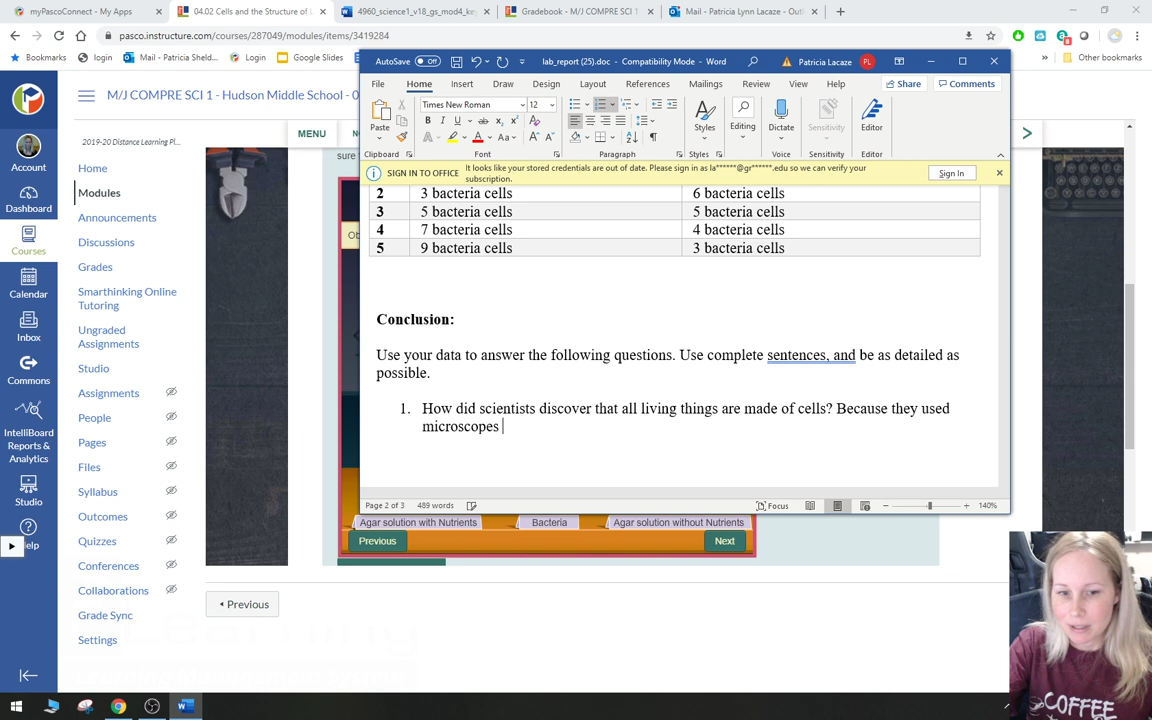 myPascoConnect - My Apps
04.02 Cells and the Structure of L
4960_science1_v18_gs_mod4_key
Gradebook - M/J COMPRE SCI 1
Mail - Patricia Lynn Lacaze - Out
pasco.instructure.com/courses/287049/modules/items/3419284
Bookmarks
login
Mail - Patricia Sheld...
Login
Google Slides
Other bookmarks
AutoSave
Off
lab_report (25).doc - Compatibility Mode - Word
Patricia Lacaze
PL
File
Home
Insert
Draw
Design
Layout
References
Mailings
Review
View
Help
Share
Comments
Times New Roman
12
Paste
Styles
Editing
Dictate
Sensitivity
Editor
Clipboard
Font
Paragraph
Styles
Voice
Sensitivity
Editor
SIGN IN TO OFFICE
It looks like your stored credentials are out of date. Please sign in as la******@gr******.edu so we can verify your
subscription.
Sign In
2 3 bacteria cells 6 bacteria cells
3 5 bacteria cells 5 bacteria cells
4 7 bacteria cells 4 bacteria cells
5 9 bacteria cells 3 bacteria cells
Conclusion:
Use your data to answer the following questions. Use complete sentences, and be as detailed as
possible.
1. How did scientists discover that all living things are made of cells? Because they used
microscopes
Page 2 of 3
489 words
Focus
140%
M/J COMPRE SCI 1 - Hudson Middle School - 0
MENU
sure
Ob
Agar solution with Nutrients
Bacteria
Agar solution without Nutrients
Previous
Next
Previous
2019-20 Distance Learning Pl...
Home
Modules
Announcements
Discussions
Grades
Smarthinking Online
Tutoring
Ungraded
Assignments
Studio
Assignments
People
Pages
Files
Syllabus
Outcomes
Quizzes
Conferences
Collaborations
Grade Sync
Settings
Account
Dashboard
Courses
Calendar
Inbox
Commons
IntelliBoard
Reports &
Analytics
Studio
elp
COFFEE